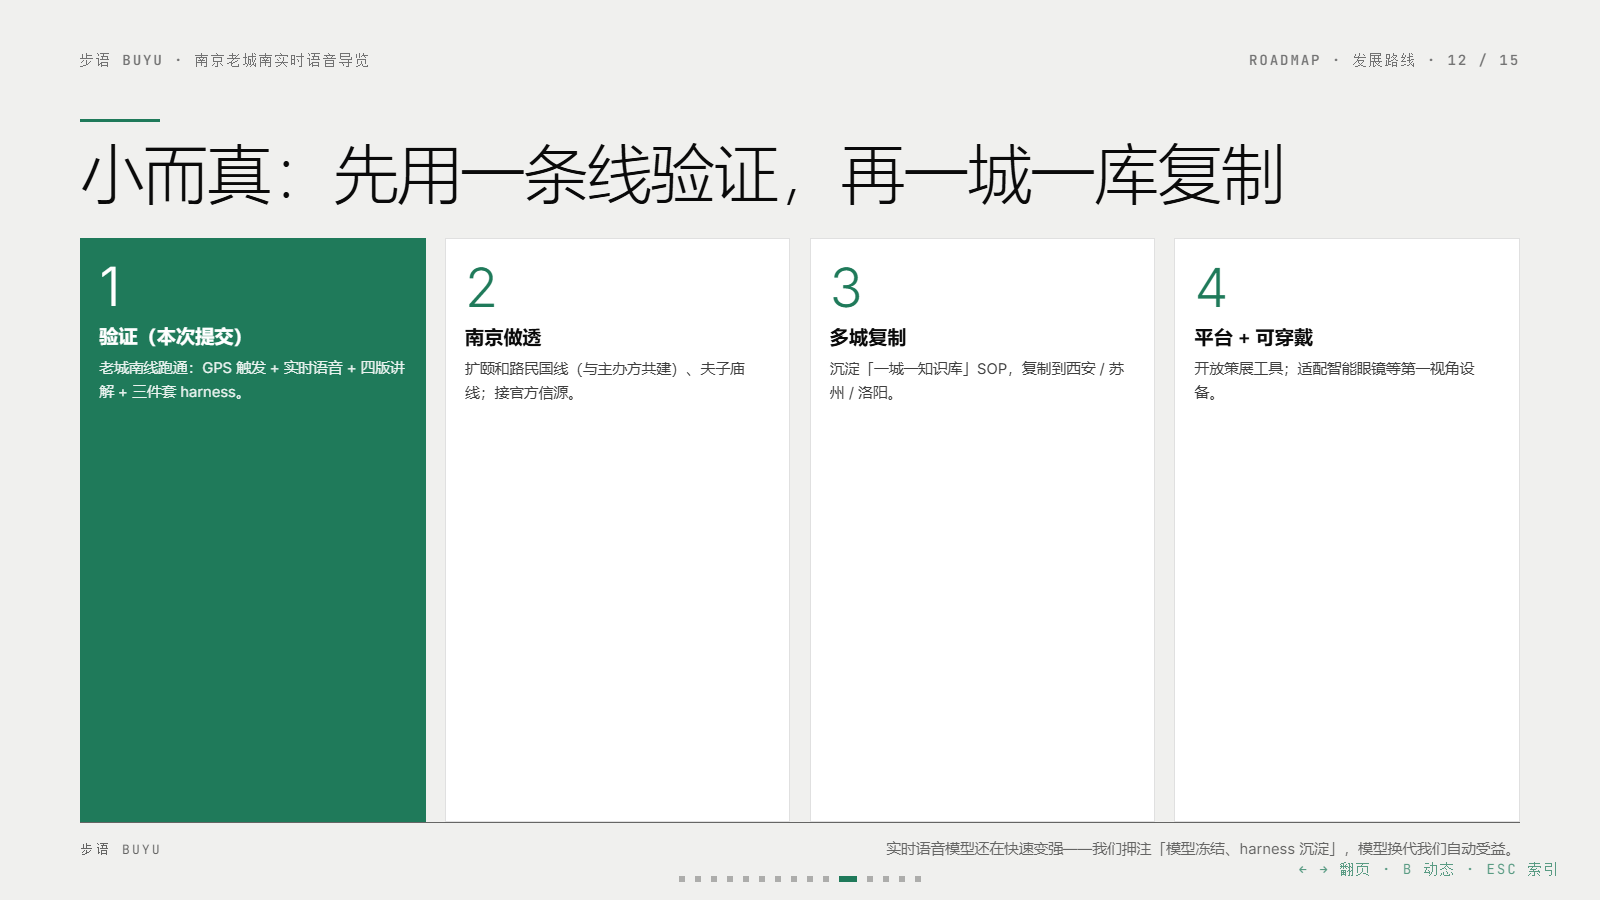 步语 BUYU · 南京老城南实时语音导览
ROADMAP · 发展路线 · 12 / 15
小而真：先用一条线验证，再一城一库复制
1
验证（本次提交）
老城南线跑通：GPS 触发 + 实时语音 + 四版讲
解 + 三件套 harness。
2
南京做透
扩颐和路民国线（与主办方共建）、夫子庙
线；接官方信源。
3
多城复制
沉淀「一城一知识库」SOP，复制到西安 / 苏
州 / 洛阳。
4
平台 + 可穿戴
开放策展工具；适配智能眼镜等第一视角设
备。
步语 BUYU
实时语音模型还在快速变强——我们押注「模型冻结、harness 沉淀」，模型换代我们自动受益。
← → 翻页 · B 动态 · ESC 索引